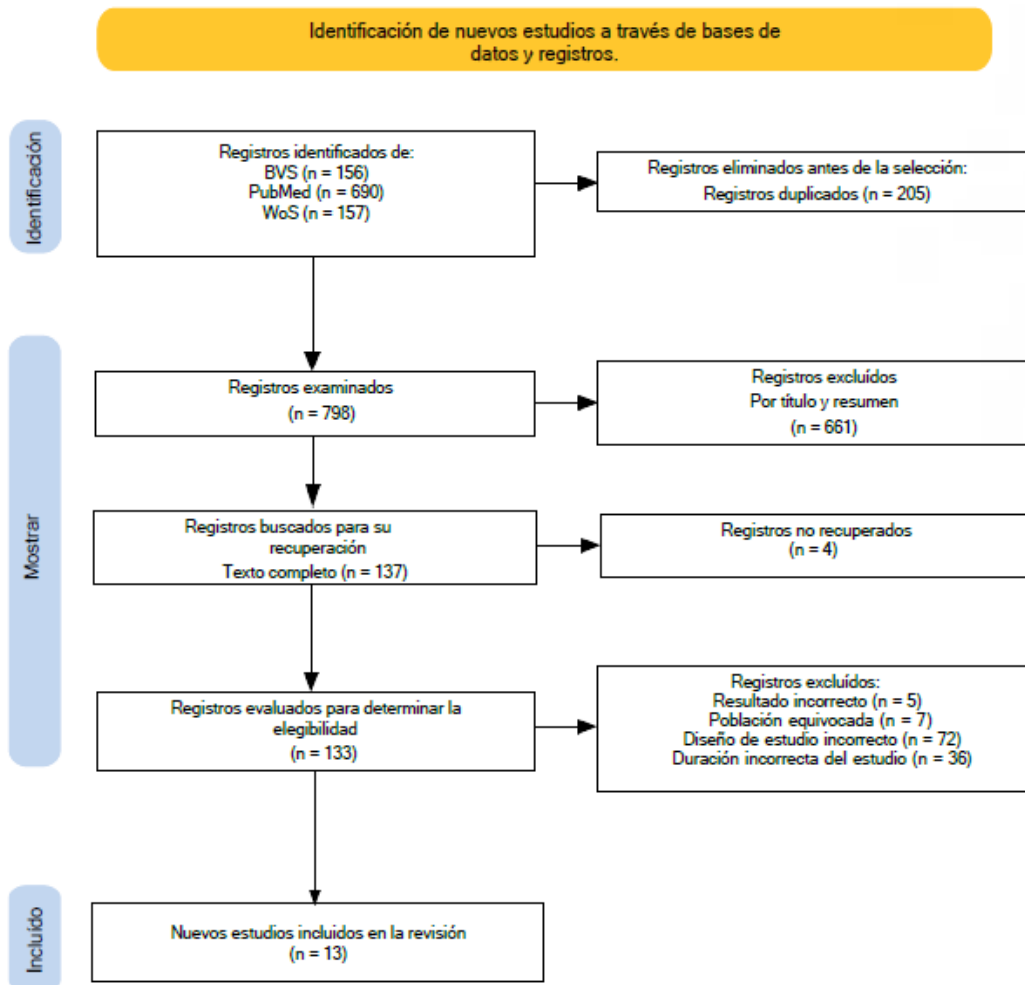 Identificación de nuevos estudios a través de bases de
datos y registros.
Identificación
Registros identificados de:
BVS (n = 156)
PubMed (n = 690)
WoS (n = 157)
Registros eliminados antes de la selección:
Registros duplicados (n = 205)
Mostrar
Registros examinados
(n = 798)
Registros excluídos
Por título y resumen
(n = 661)
Registros buscados para su
recuperación
Texto completo (n = 137)
Registros no recuperados
(n = 4)
Registros evaluados para determinar la
elegibilidad
(n = 133)
Registros excluídos:
Resultado incorrecto (n = 5)
Población equivocada (n = 7)
Diseño de estudio incorrecto (n = 72)
Duración incorrecta del estudio (n = 36)
Incluído
Nuevos estudios incluidos en la revisión
(n = 13)